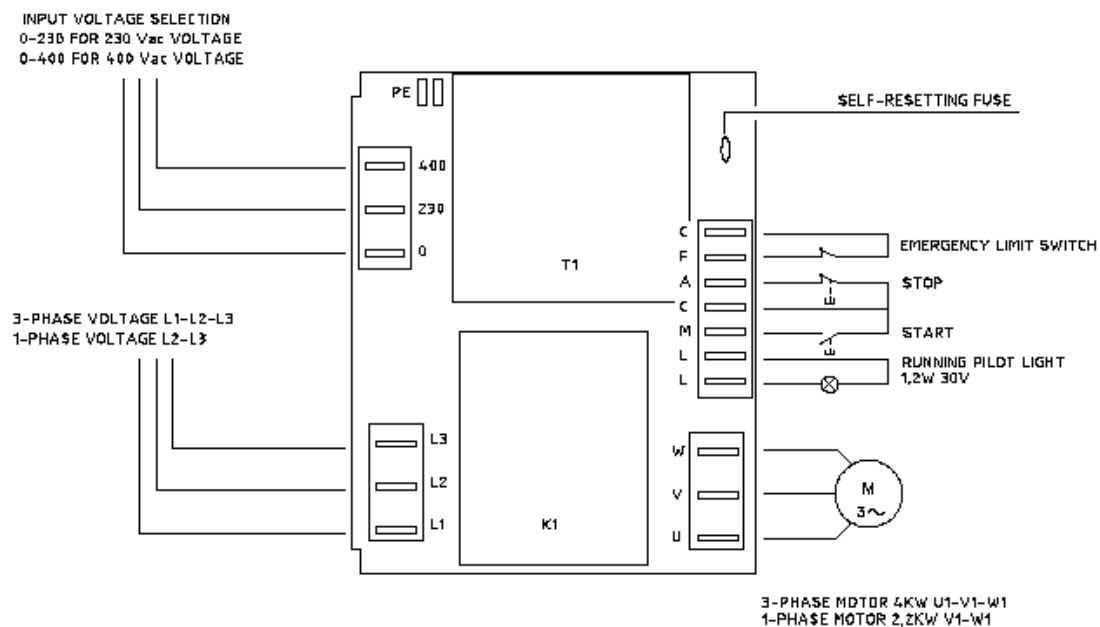 INPUT VOLTAGE SELECTION
0-230 FOR 230 Vac VOLTAGE
0-400 FOR 400 Vac VOLTAGE
PE
SELF-RESETTING FUSE
400
230
0
T1
C
F
A
C
M
L
L
EMERGENCY LIMIT SWITCH
STOP
START
RUNNING PILOT LIGHT
1,2W 30V
3-PHASE VOLTAGE L1-L2-L3
1-PHASE VOLTAGE L2-L3
L3
L2
L1
K1
W
V
U
M
3~
3-PHASE MOTOR 4KW U1-V1-W1
1-PHASE MOTOR 2,2KW V1-W1